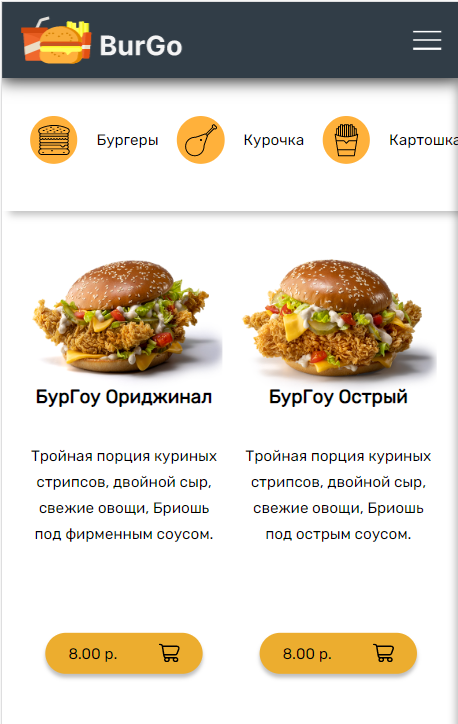 BurGo
Бургеры Курочка Картошка
БурГоу Ориджинал
Тройная порция куриных
стрипсов, двойной сыр,
свежие овощи, Бриошь
под фирменным соусом.
8.00 р.
БурГоу Острый
Тройная порция куриных
стрипсов, двойной сыр,
свежие овощи, Бриошь
под острым соусом.
8.00 р.